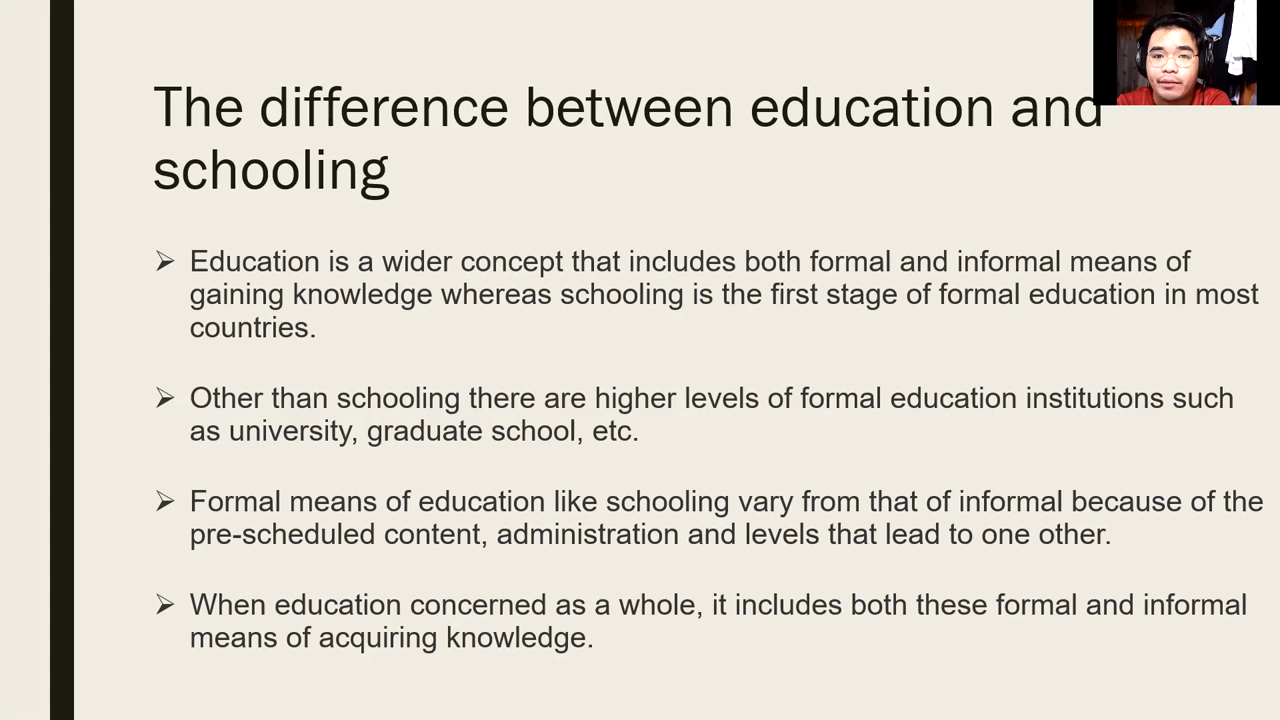 The difference between education and
schooling
Education is a wider concept that includes both formal and informal means of
gaining knowledge whereas schooling is the first stage of formal education in most
countries.
Other than schooling there are higher levels of formal education institutions such
as university, graduate school, etc.
Formal means of education like schooling vary from that of informal because of the
pre-scheduled content, administration and levels that lead to one other.
When education concerned as a whole, it includes both these formal and informal
means of acquiring knowledge.